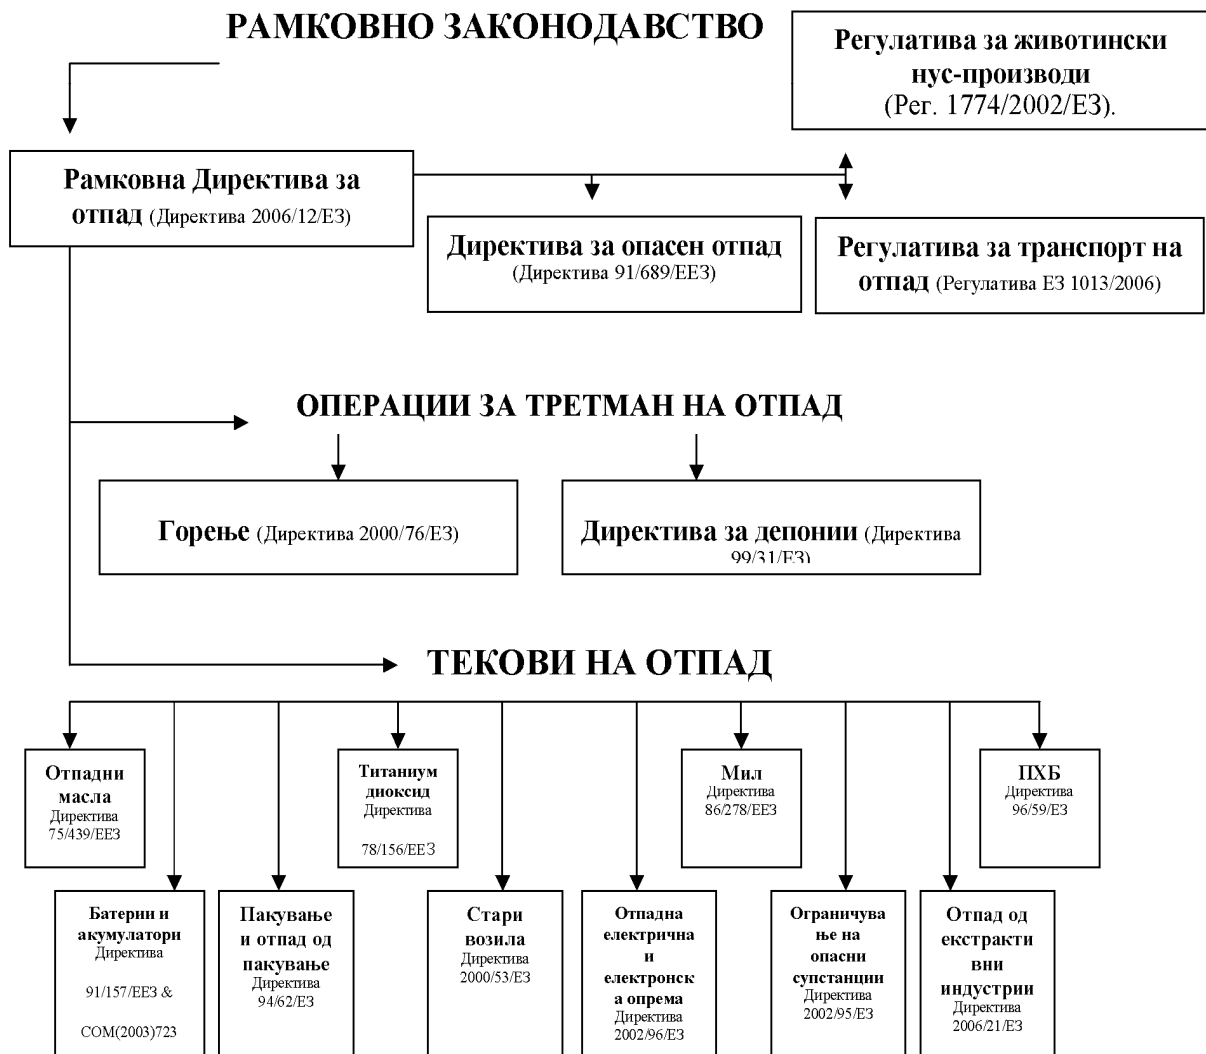 РАМКОВНО ЗАКОНОДАВСТВО
Регулатива за животински
нус-производи
(Рег. 1774/2002/ЕЗ).
Рамковна Директива за
отпад (Директива 2006/12/ЕЗ)
Директива за опасен отпад
(Директива 91/689/ЕЕЗ)
Регулатива за транспорт на
отпад (Регулатива ЕЗ 1013/2006)
ОПЕРАЦИИ ЗА ТРЕТМАН НА ОТПАД
Горење (Директива 2000/76/ЕЗ)
Директива за депонии (Директива
99/31/ЕЗ)
ТЕКОВИ НА ОТПАД
Отпадни
масла
Директива
75/439/ЕЕЗ
Титаниум
диоксид
Директива
78/156/ЕЕЗ
Мил
Директива
86/278/ЕЕЗ
ПХБ
Директива
96/59/ЕЗ
Батерии и
акумулатори
Директива
91/157/ЕЕЗ &
COM(2003)723
Пакување
и отпад од
пакување
Директива
94/62/ЕЗ
Стари
возила
Директива
2000/53/ЕЗ
Отпадна
електрична
и
електронск
а опрема
Директива
2002/96/ЕЗ
Ограничува
ње на
опасни
супстанции
Директива
2002/95/ЕЗ
Отпад од
екстракти
вни
индустрии
Директива
2006/21/ЕЗ